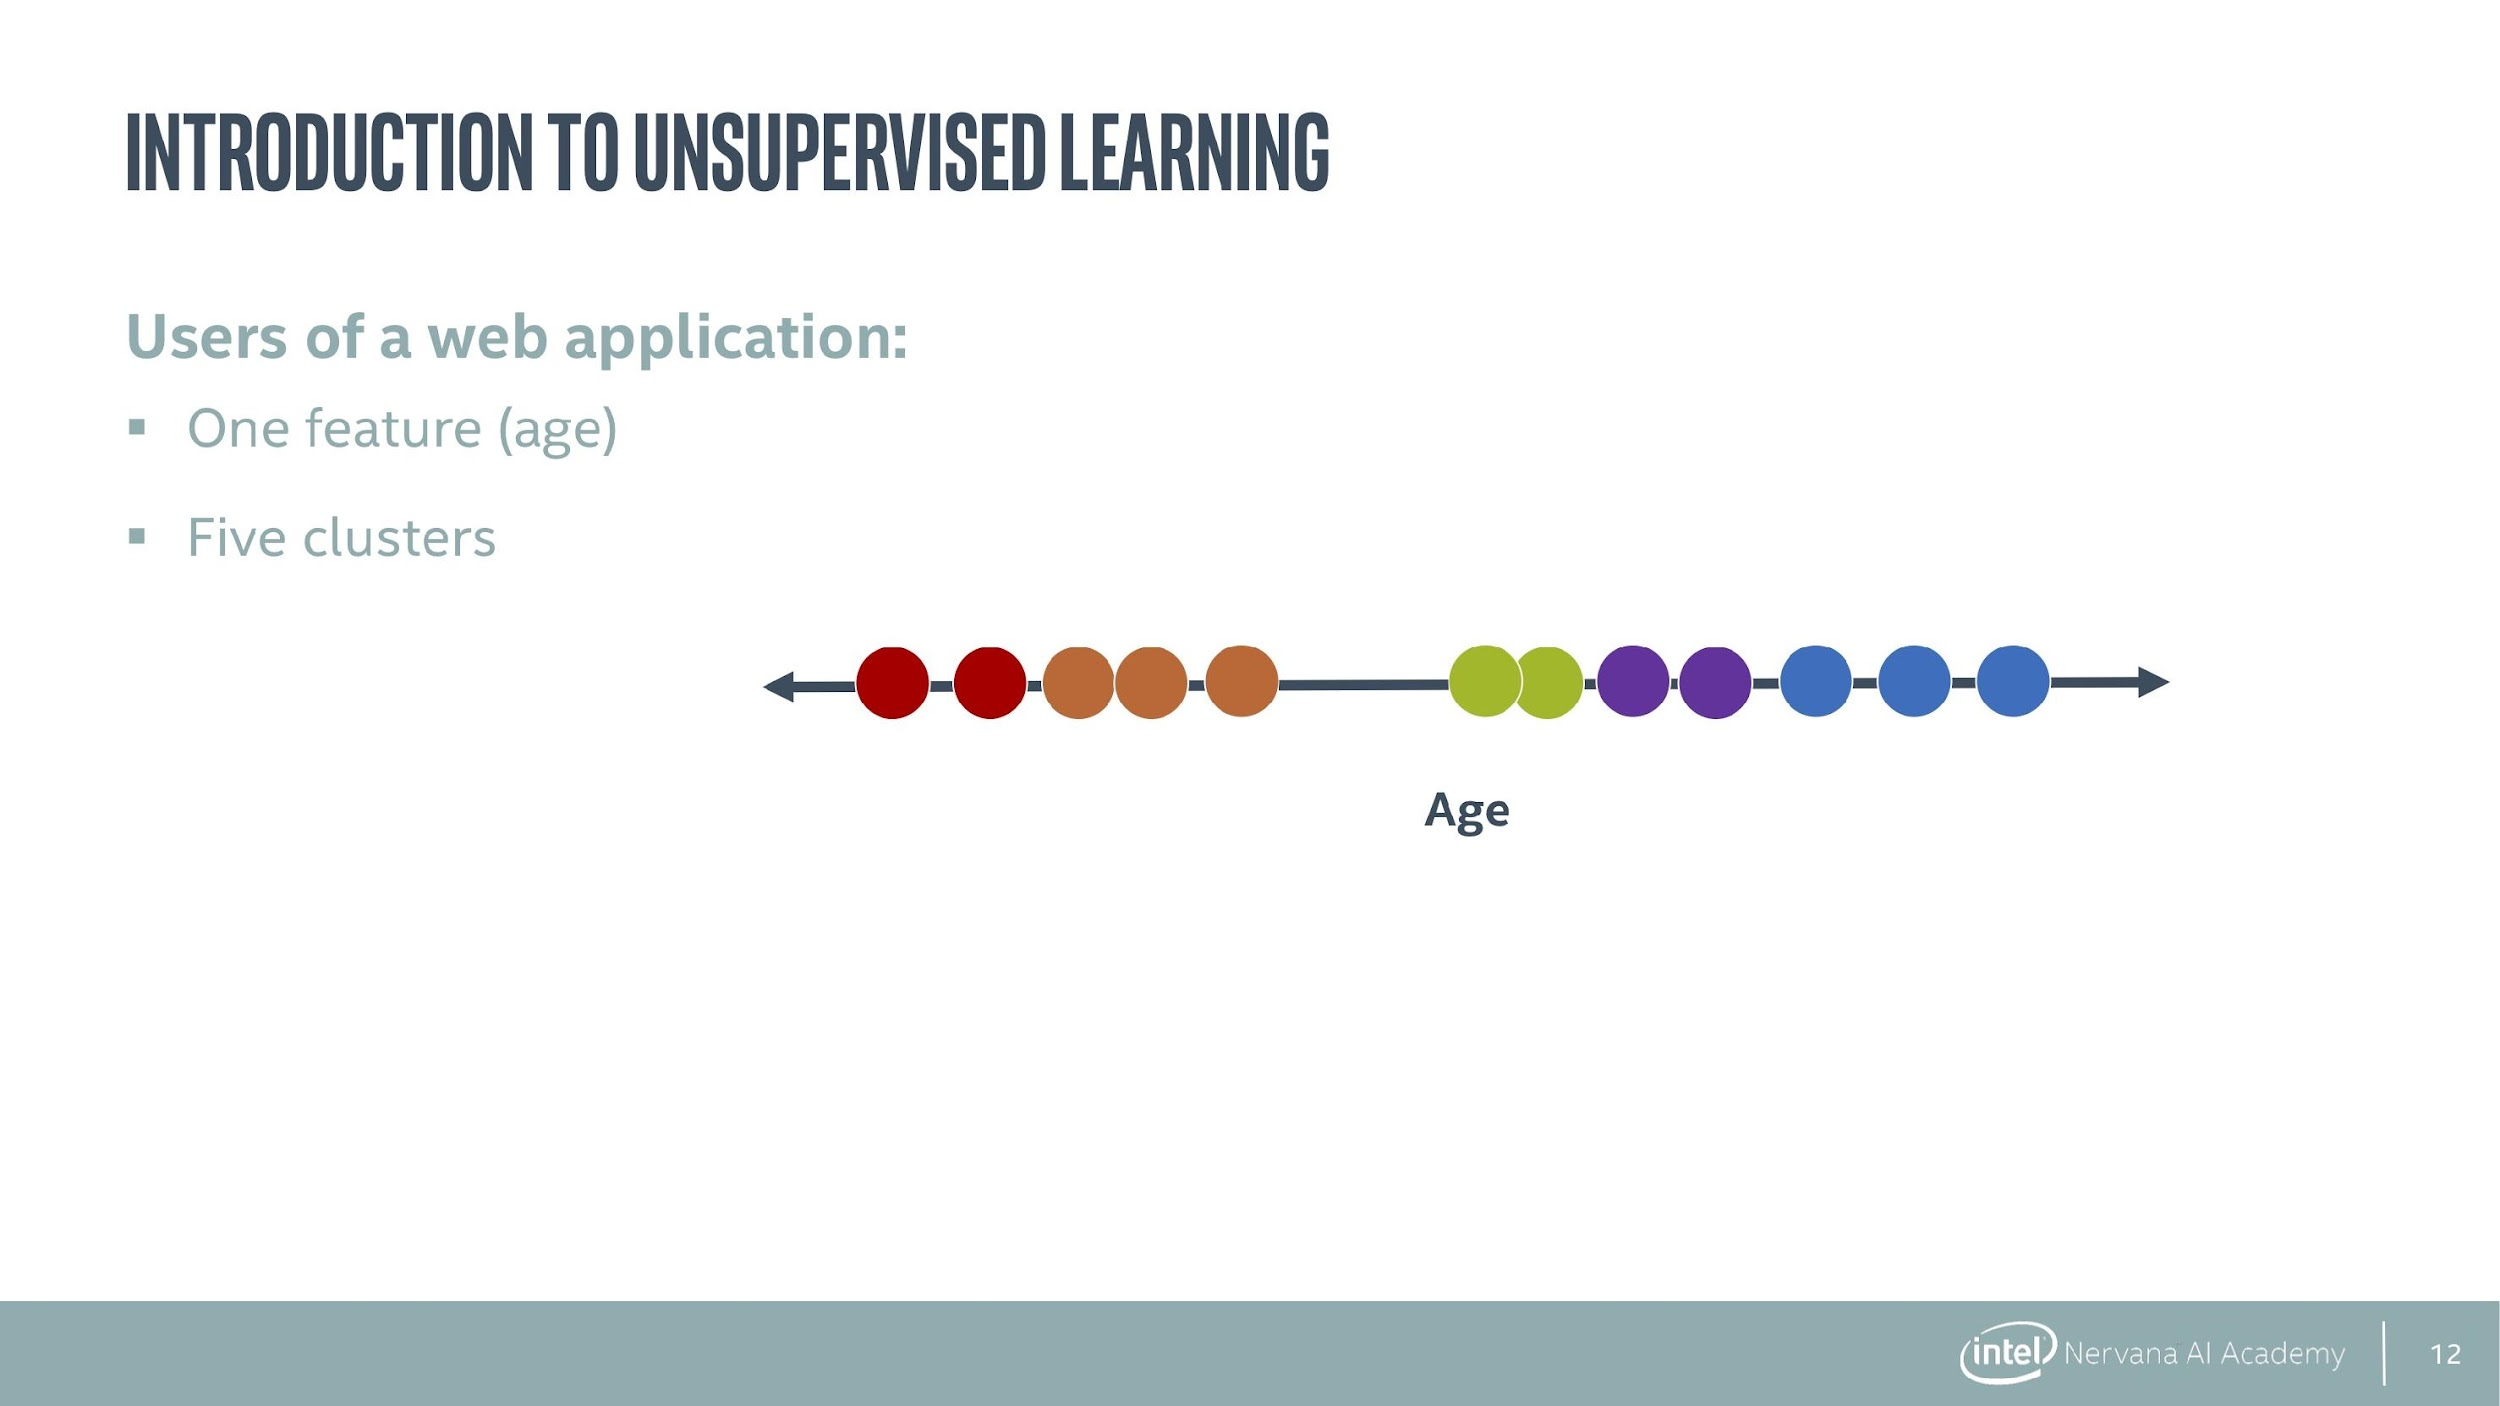 INTRODUCTION TO UNSUPERVISED LEARNING
Users of a web application:
▪ One feature (age)
▪ Five clusters
Age
intel Nervana AI Academy
12